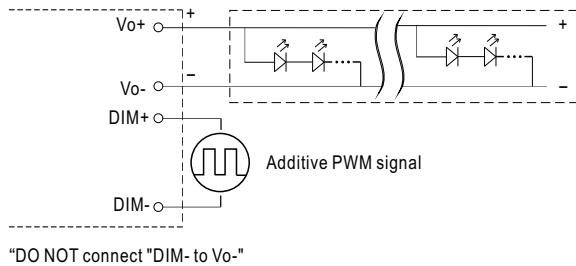 Vo+
+
+
Vo-
−
−
DIM+
Additive PWM signal
DIM-
“DO NOT connect "DIM- to Vo-"